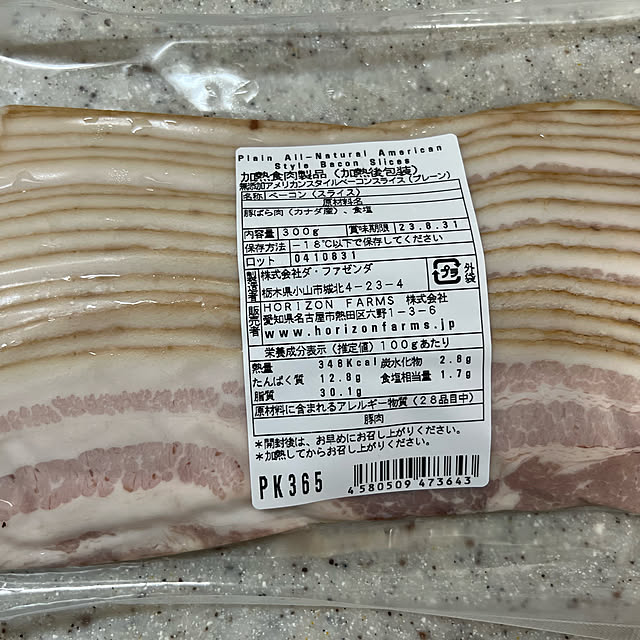 Plain All-Natural American
Style Bacon Slices
加熱食肉製品（加熱後包装）
無添加アメリカンスタイルベーコンスライス（プレーン）
名称 ベーコン（スライス）
原材料名
豚ばら肉（カナダ産）、食塩
内容量 300g 賞味期限 23.8.31
保存方法 -18℃以下で保存してください
ロット 0410831
製造者 株式会社ダ・ファゼンダ
栃木県小山市城北4-23-4
プラ 外袋
販売者 HORIZON FARMS 株式会社
愛知県名古屋市熱田区六野1-3-6
www.horizonfarms.jp
栄養成分表示（推定値）100gあたり
熱量 348Kcal 炭水化物 2.8g
たんぱく質 12.8g 食塩相当量 1.7g
脂質 30.1g
原材料に含まれるアレルギー物質（28品目中）
豚肉
*開封後は、お早めにお召し上がりください。
*加熱してからお召し上がりください。
PK365
4580509 473643